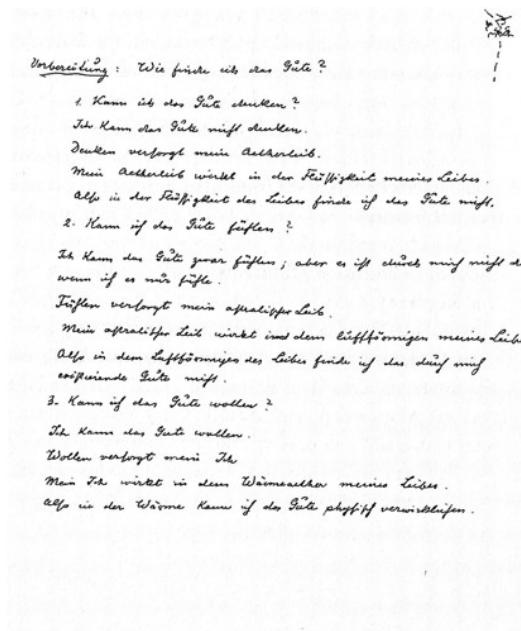 Vorbereitung Wie finde ich das Gute?
1. Kann ich das Gute denken?
Ich kann das Gute nicht denken.
Denken versorgt mein Aetherleib.
Mein Aetherleib wirkt in der Flüssigkeit meines Leibes.
Also in der Flüssigkeit des Leibes finde ich das Gute nicht.
2. Kann ich das Gute fühlen?
Ich kann das Gute zwar fühlen; aber es ist durch mich nicht d
wenn ich es nur fühle.
Fühlen versorgt mein astralischer Leib.
Mein astralischer Leib wirkt in dem luftförmigen meines Leibe
Also in dem Luftförmigen des Leibes finde ich das durch mich
existierende Gute nicht.
3. Kann ich das Gute wollen?
Ich kann das Gute wollen.
Wollen versorgt mein Ich
Mein Ich wirkt in dem Wärmeaether meines Leibes.
Also in der Wärme kann ich das Gute physisch verwirklichen.